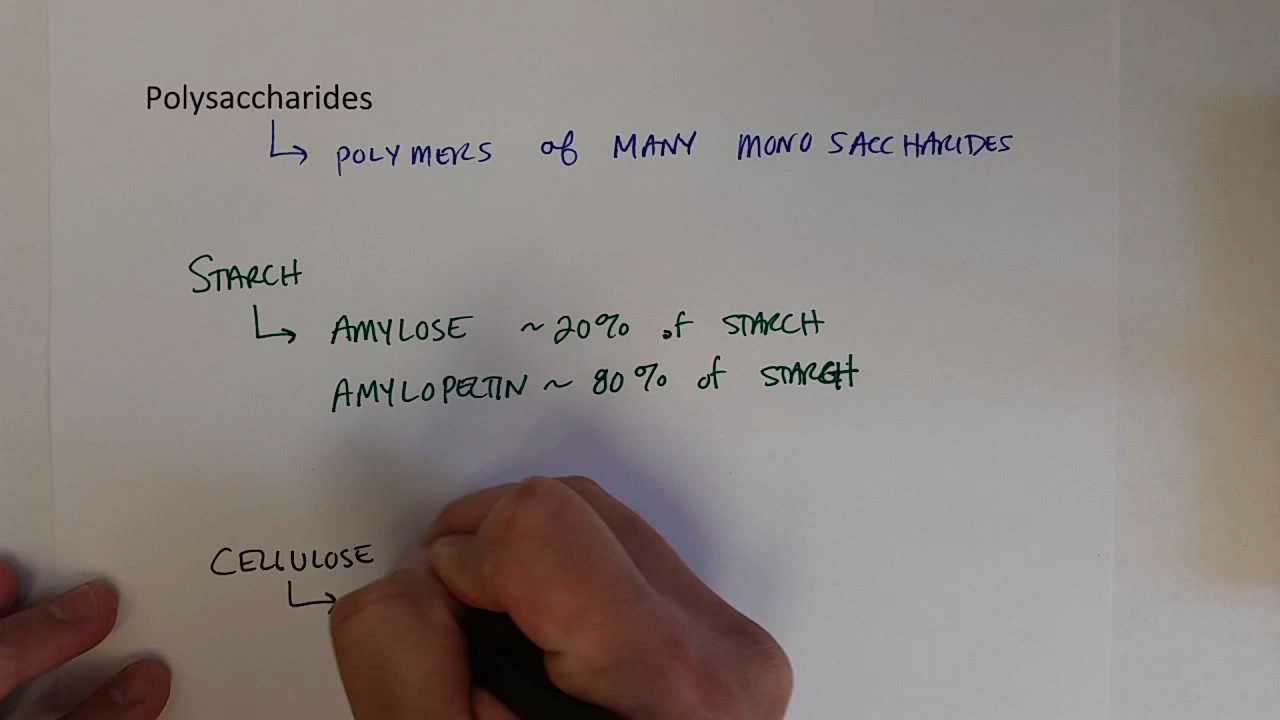 Polysaccharides
↳ POLYMERS of MANY MONOSACCHARIDES
STARCH
↳ AMYLOSE ~20% of STARCH
AMYLOPECTIN ~ 80% of STARCH
CELLULOSE
↳